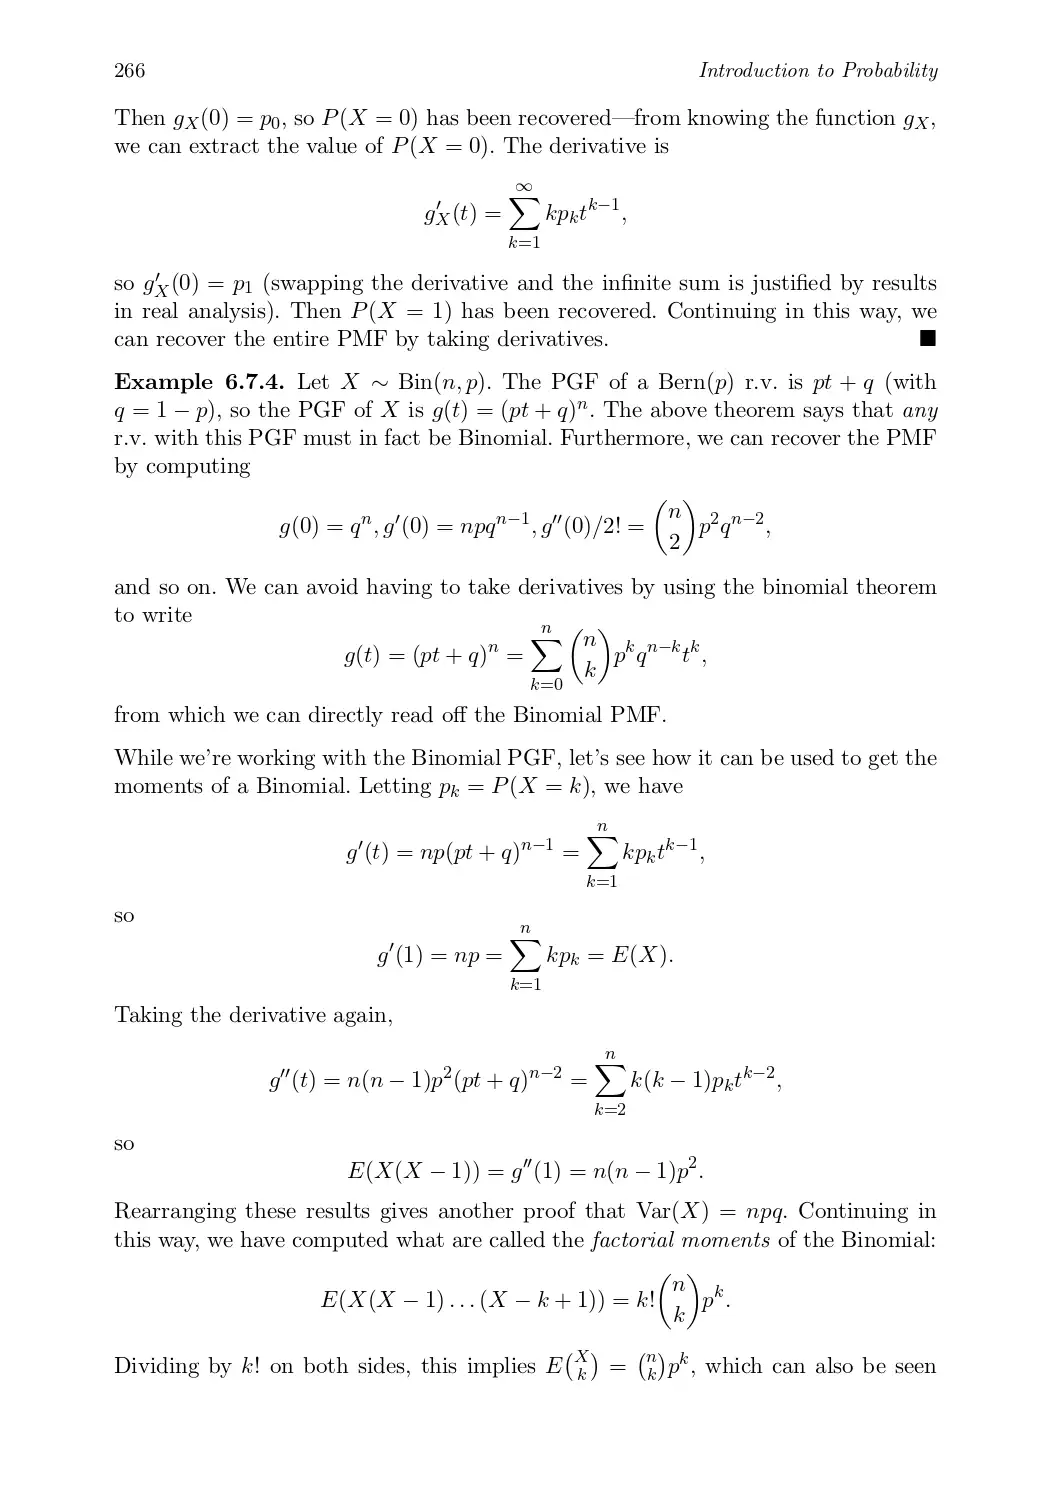 266 Introduction to Probability
Then g_X(0) = p_0, so P(X = 0) has been recovered—from knowing the function g_X,
we can extract the value of P(X = 0). The derivative is
g′_X(t) = ∑_{k=1}^{∞} kp_k t^{k−1},
so g′_X(0) = p_1 (swapping the derivative and the infinite sum is justified by results
in real analysis). Then P(X = 1) has been recovered. Continuing in this way, we
can recover the entire PMF by taking derivatives. ■
Example 6.7.4. Let X ∼ Bin(n, p). The PGF of a Bern(p) r.v. is pt + q (with
q = 1 − p), so the PGF of X is g(t) = (pt + q)^n. The above theorem says that any
r.v. with this PGF must in fact be Binomial. Furthermore, we can recover the PMF
by computing
g(0) = q^n, g′(0) = npq^{n−1}, g′′(0)/2! = \binom{n}{2} p^2 q^{n−2},
and so on. We can avoid having to take derivatives by using the binomial theorem
to write
g(t) = (pt + q)^n = ∑_{k=0}^{n} \binom{n}{k} p^k q^{n−k} t^k,
from which we can directly read off the Binomial PMF.
While we're working with the Binomial PGF, let's see how it can be used to get the
moments of a Binomial. Letting p_k = P(X = k), we have
g′(t) = np(pt + q)^{n−1} = ∑_{k=1}^{n} kp_k t^{k−1},
so
g′(1) = np = ∑_{k=1}^{n} kp_k = E(X).
Taking the derivative again,
g′′(t) = n(n − 1)p^2(pt + q)^{n−2} = ∑_{k=2}^{n} k(k − 1)p_k t^{k−2},
so
E(X(X − 1)) = g′′(1) = n(n − 1)p^2.
Rearranging these results gives another proof that Var(X) = npq. Continuing in
this way, we have computed what are called the factorial moments of the Binomial:
E(X(X − 1) . . . (X − k + 1)) = k! \binom{n}{k} p^k.
Dividing by k! on both sides, this implies E\binom{X}{k} = \binom{n}{k} p^k, which can also be seen